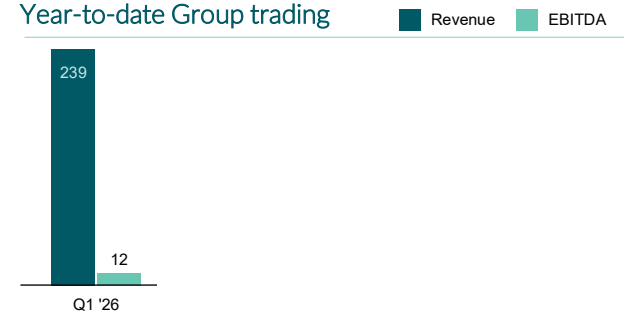 Year-to-date Group trading
Revenue
EBITDA
239
12
Q1 '26